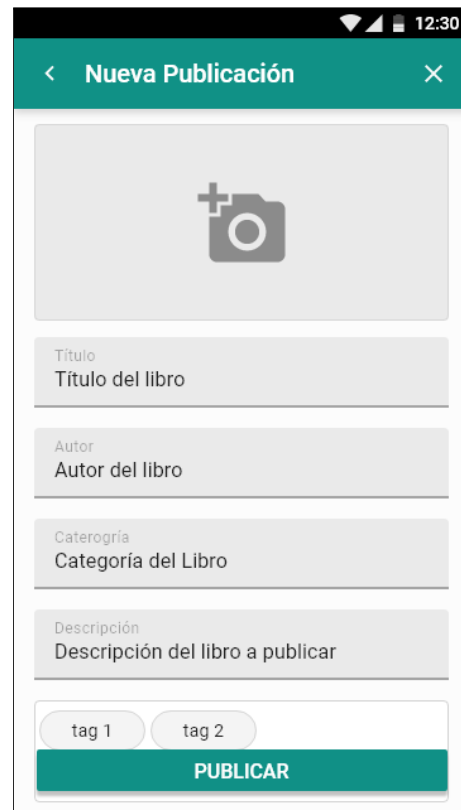 12:30
Nueva Publicación
Título
Título del libro
Autor
Autor del libro
Caterogría
Categoría del Libro
Descripción
Descripción del libro a publicar
tag 1 tag 2
PUBLICAR